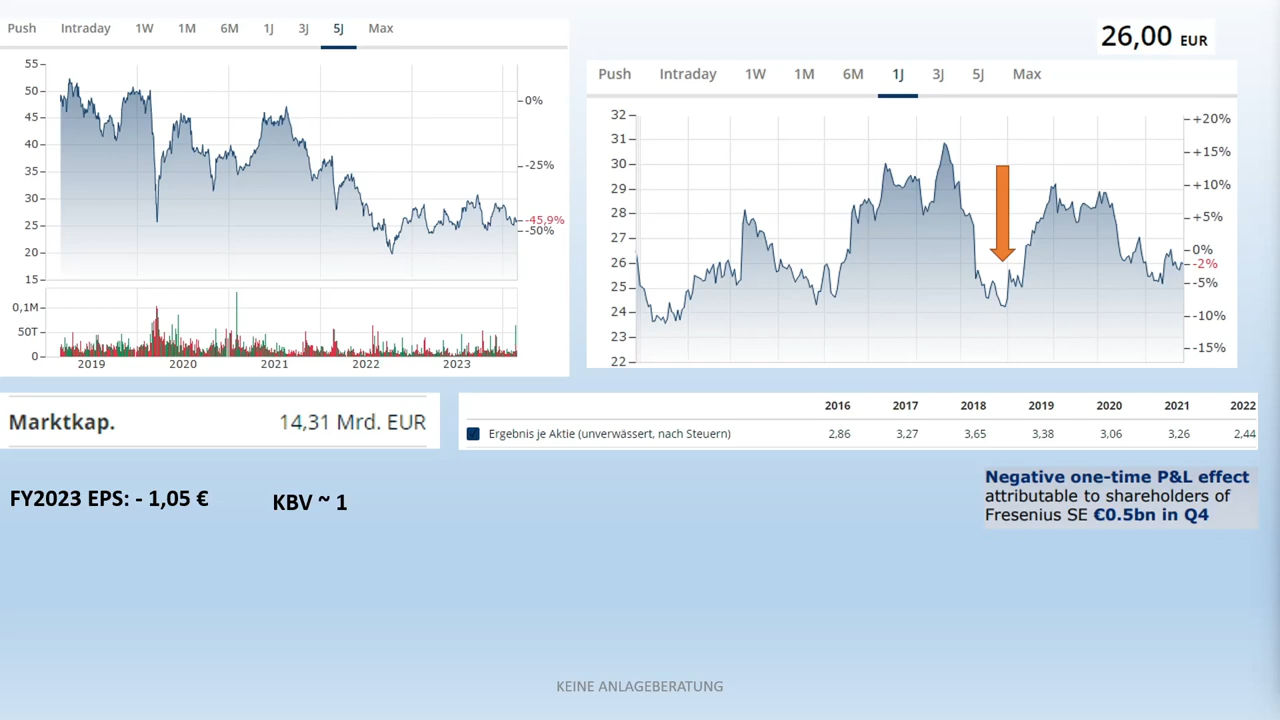 Push Intraday 1W 1M 6M 1J 3J 5J Max
55
50
45
40
35
30
25
20
15
0%
-25%
-45,9%
-50%
0,1M
50T
0
2019 2020 2021 2022 2023
26,00 EUR
Push Intraday 1W 1M 6M 1J 3J 5J Max
32
31
30
29
28
27
26
25
24
23
22
+20%
+15%
+10%
+5%
0%
-2%
-5%
-10%
-15%
Marktkap. 14,31 Mrd. EUR
2016 2017 2018 2019 2020 2021 2022
Ergebnis je Aktie (unverwässert, nach Steuern) 2,86 3,27 3,65 3,38 3,06 3,26 2,44
FY2023 EPS: - 1,05 €
KBV ~ 1
Negative one-time P&L effect
attributable to shareholders of
Fresenius SE €0.5bn in Q4
KEINE ANLAGEBERATUNG